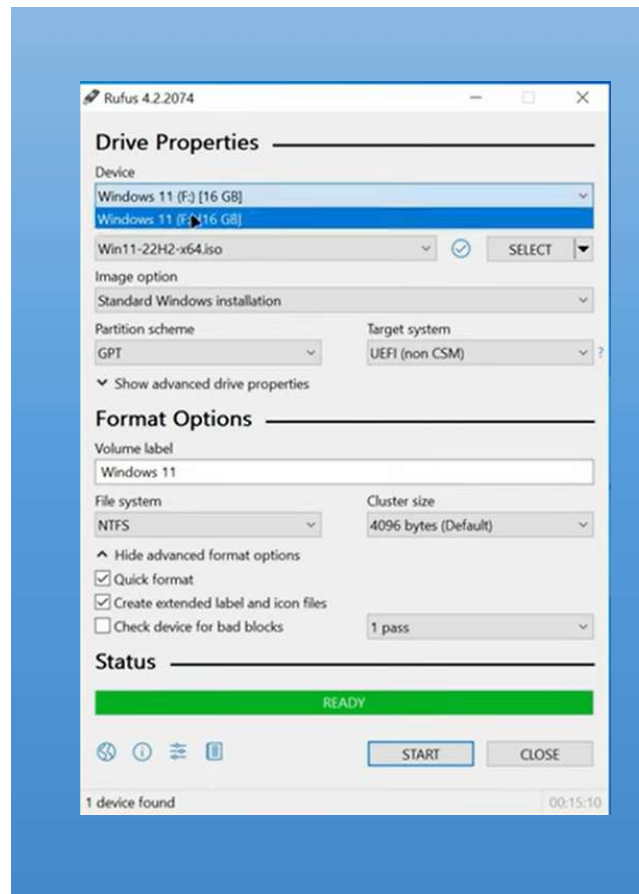 Rufus 4.2.2074
Drive Properties
Device
Windows 11 (F:) [16 GB]
Windows 11 (F:) [16 GB]
Win11-22H2-x64.iso SELECT
Image option
Standard Windows installation
Partition scheme Target system
GPT UEFI (non CSM) ?
Show advanced drive properties
Format Options
Volume label
Windows 11
File system Cluster size
NTFS 4096 bytes (Default)
Hide advanced format options
Quick format
Create extended label and icon files
Check device for bad blocks 1 pass
Status
READY
START CLOSE
1 device found 00:15:10